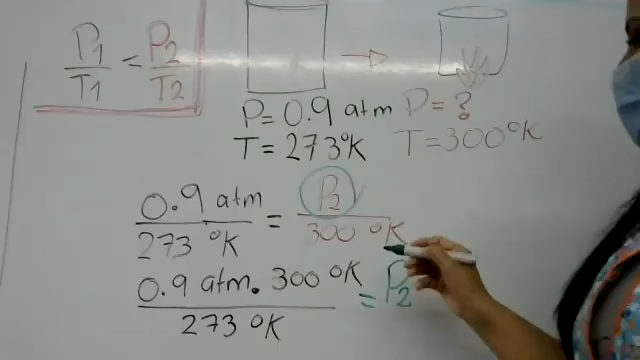 P1/T1 = P2/T2
P = 0.9 atm P = ?
T = 273°K T = 300°K
0.9 atm/273 °K = P2/300 °K
0.9 atm. 300 °K/273 °K = P2